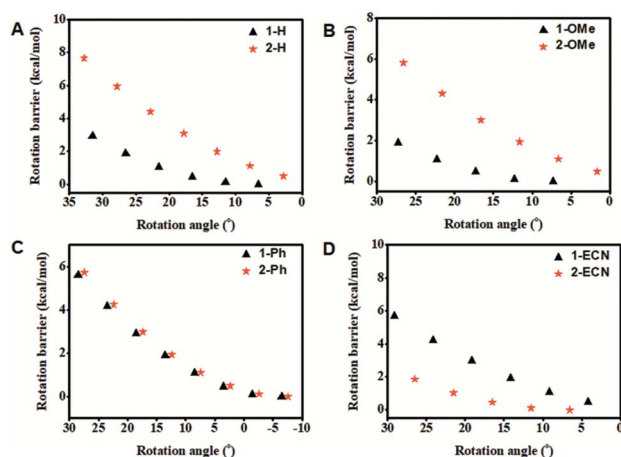 A
1-H
2-H
Rotation barrier (kcal/mol)
8
6
4
2
0
35 30 25 20 15 10 5 0
Rotation angle (°)
B
1-OMe
2-OMe
Rotation barrier (kcal/mol)
8
6
4
2
0
30 25 20 15 10 5 0
Rotation angle (°)
C
1-Ph
2-Ph
Rotation barrier (kcal/mol)
6
4
2
0
30 25 20 15 10 5 0 -5 -10
Rotation angle (°)
D
1-ECN
2-ECN
Rotation barrier (kcal/mol)
10
8
6
4
2
0
30 25 20 15 10 5 0
Rotation angle (°)